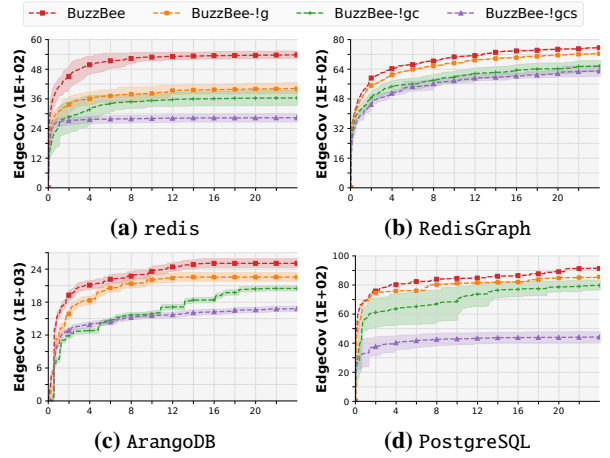 BuzzBee BuzzBee-!g BuzzBee-!gc BuzzBee-!gcs
EdgeCov (1E+02)
60
48
36
24
12
0
0 4 8 12 16 20
(a) redis
EdgeCov (1E+02)
80
64
48
32
16
0
0 4 8 12 16 20
(b) RedisGraph
EdgeCov (1E+03)
24
18
12
6
0
0 4 8 12 16 20
(c) ArangoDB
EdgeCov (1E+02)
100
80
60
40
20
0
0 4 8 12 16 20
(d) PostgreSQL